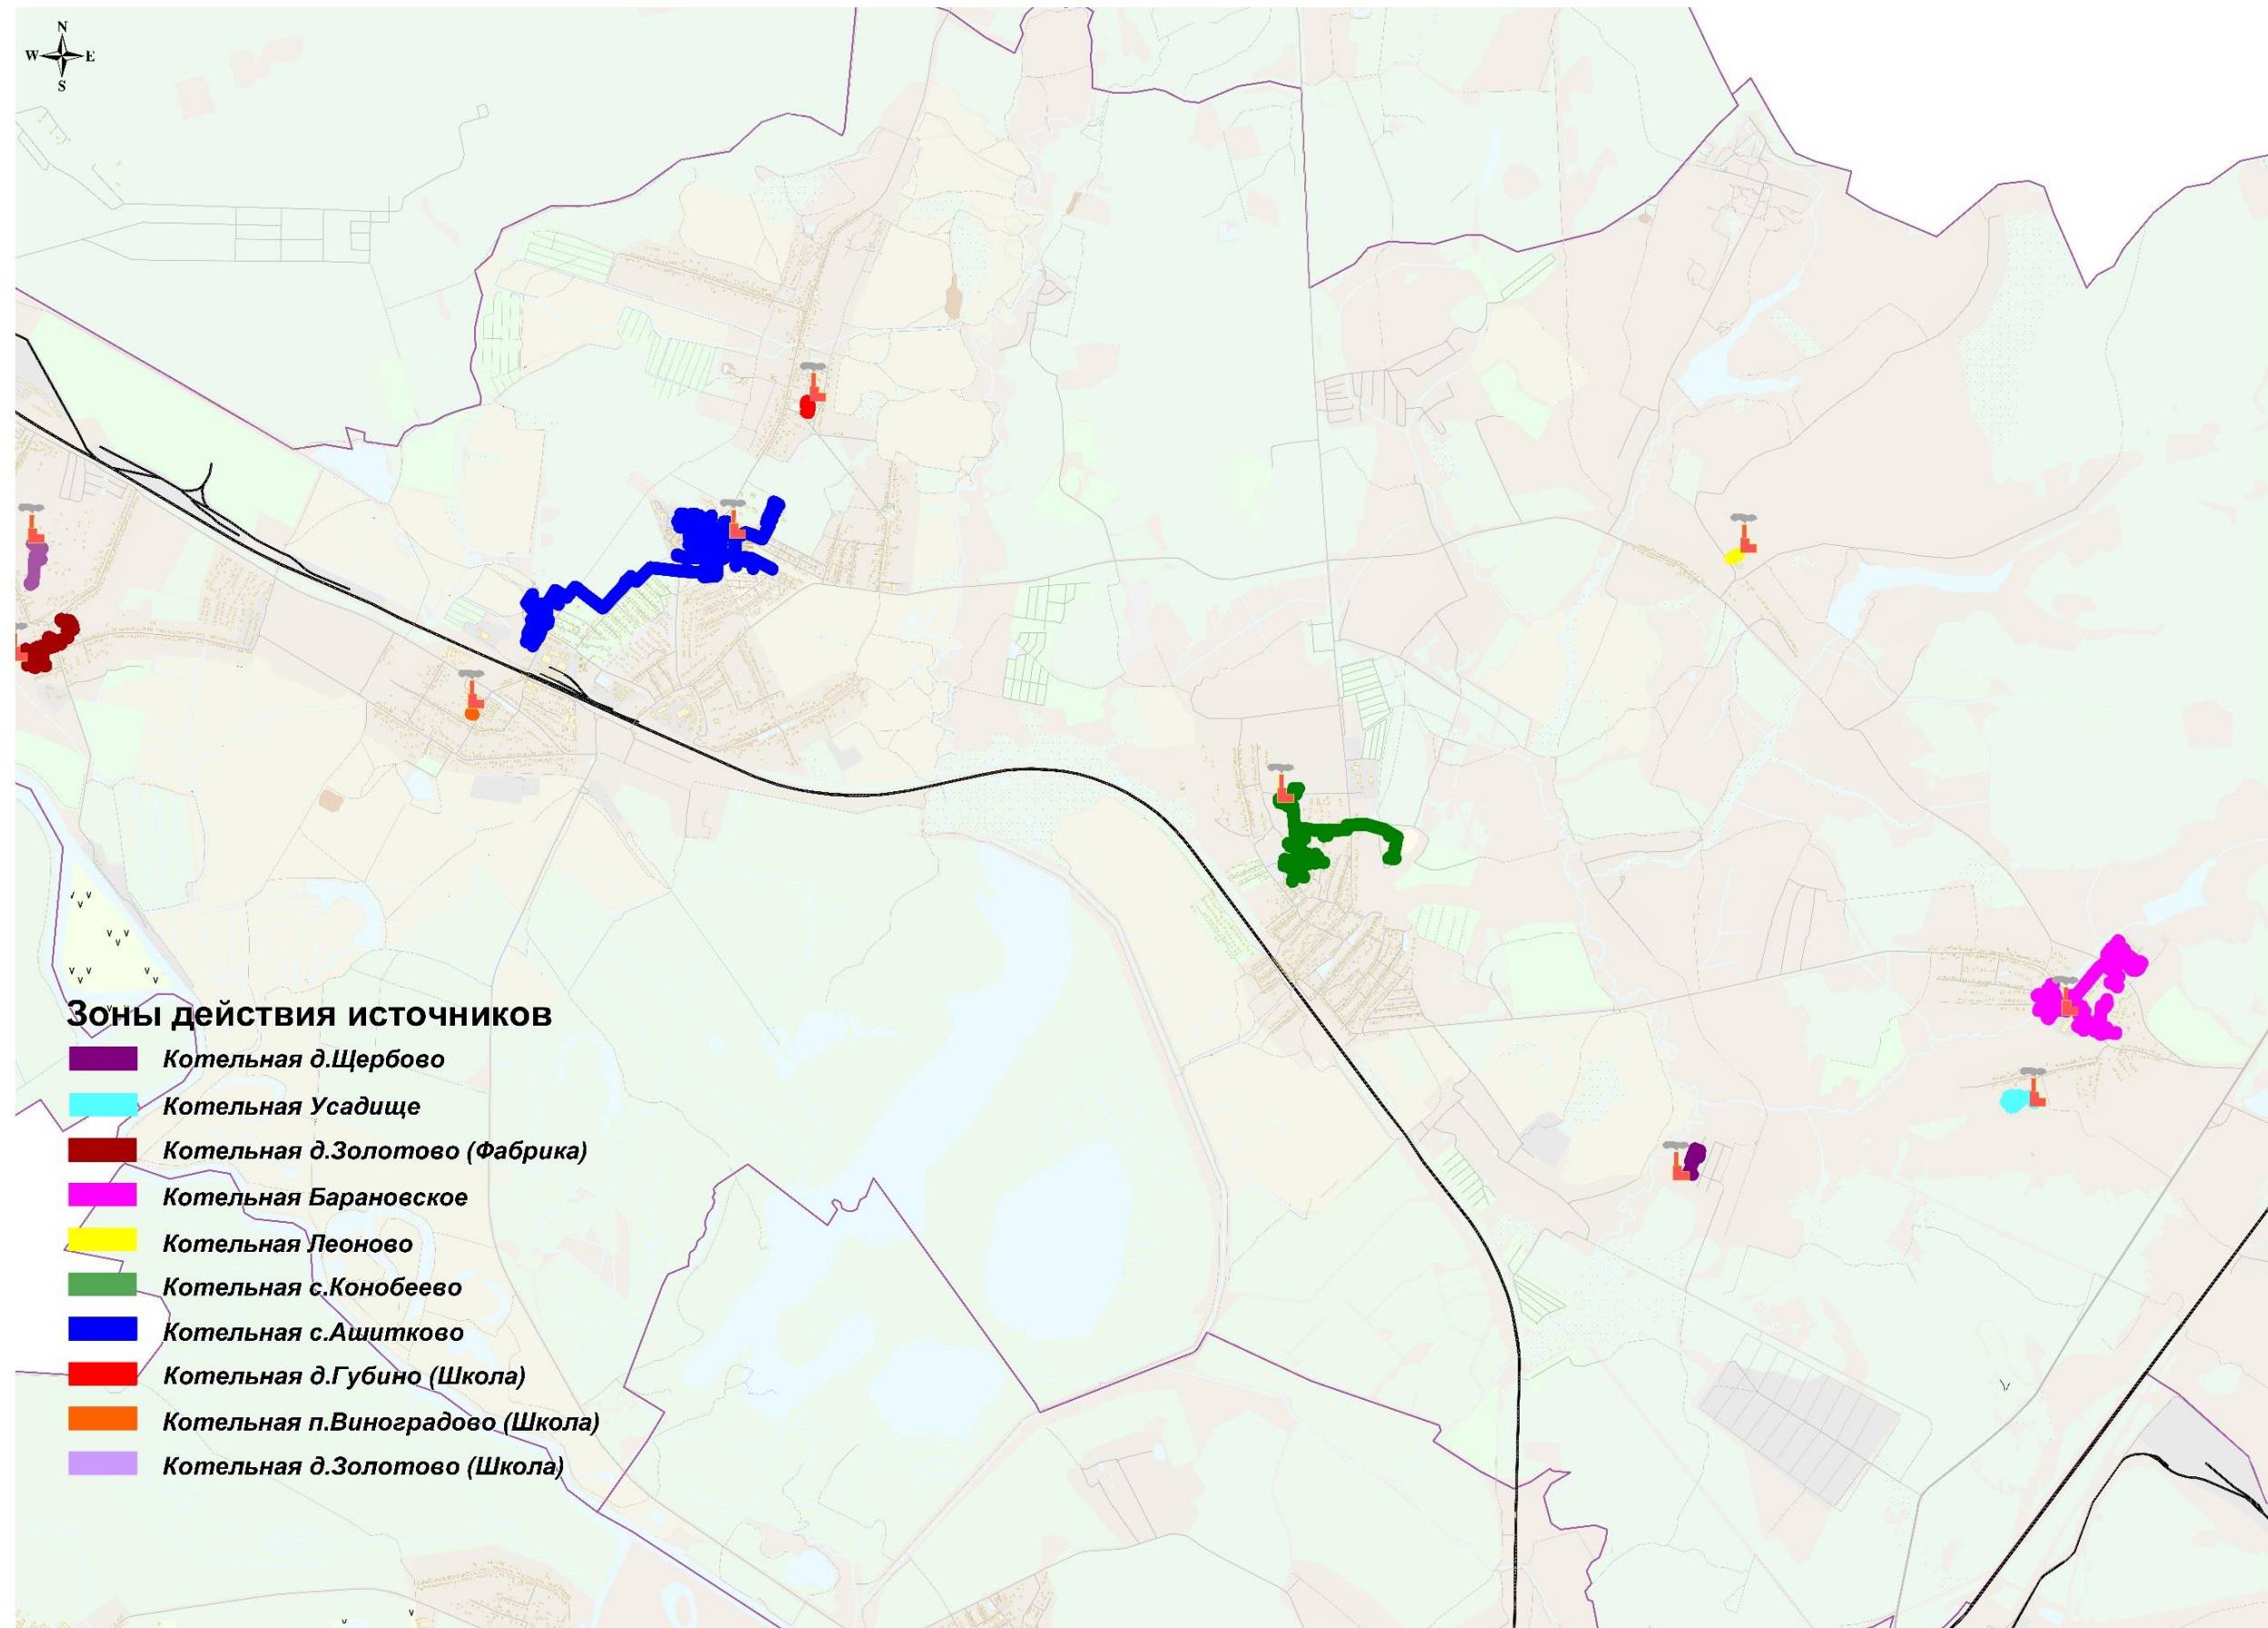 N
W E
S
Зоны действия источников
Котельная д.Щербово
Котельная Усадище
Котельная д.Золотово (Фабрика)
Котельная Барановское
Котельная Леоново
Котельная с.Конобеево
Котельная с.Ашитково
Котельная д.Губино (Школа)
Котельная п.Виноградово (Школа)
Котельная д.Золотово (Школа)